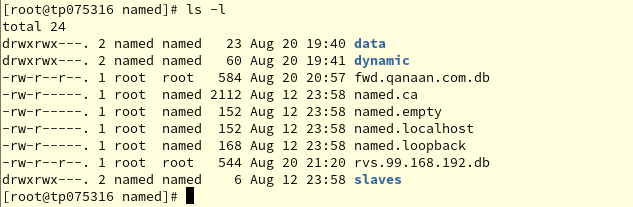 [root@tp075316 named]# ls -l
total 24
drwxrwx---. 2 named named   23 Aug 20 19:40 data
drwxrwx---. 2 named named   60 Aug 20 19:41 dynamic
-rw-r--r--. 1 root  root   584 Aug 20 20:57 fwd.qanaan.com.db
-rw-r-----. 1 root  named 2112 Aug 12 23:58 named.ca
-rw-r-----. 1 root  named  152 Aug 12 23:58 named.empty
-rw-r-----. 1 root  named  152 Aug 12 23:58 named.localhost
-rw-r-----. 1 root  named  168 Aug 12 23:58 named.loopback
-rw-r--r--. 1 root  root   544 Aug 20 21:20 rvs.99.168.192.db
drwxrwx---. 2 named named    6 Aug 12 23:58 slaves
[root@tp075316 named]#